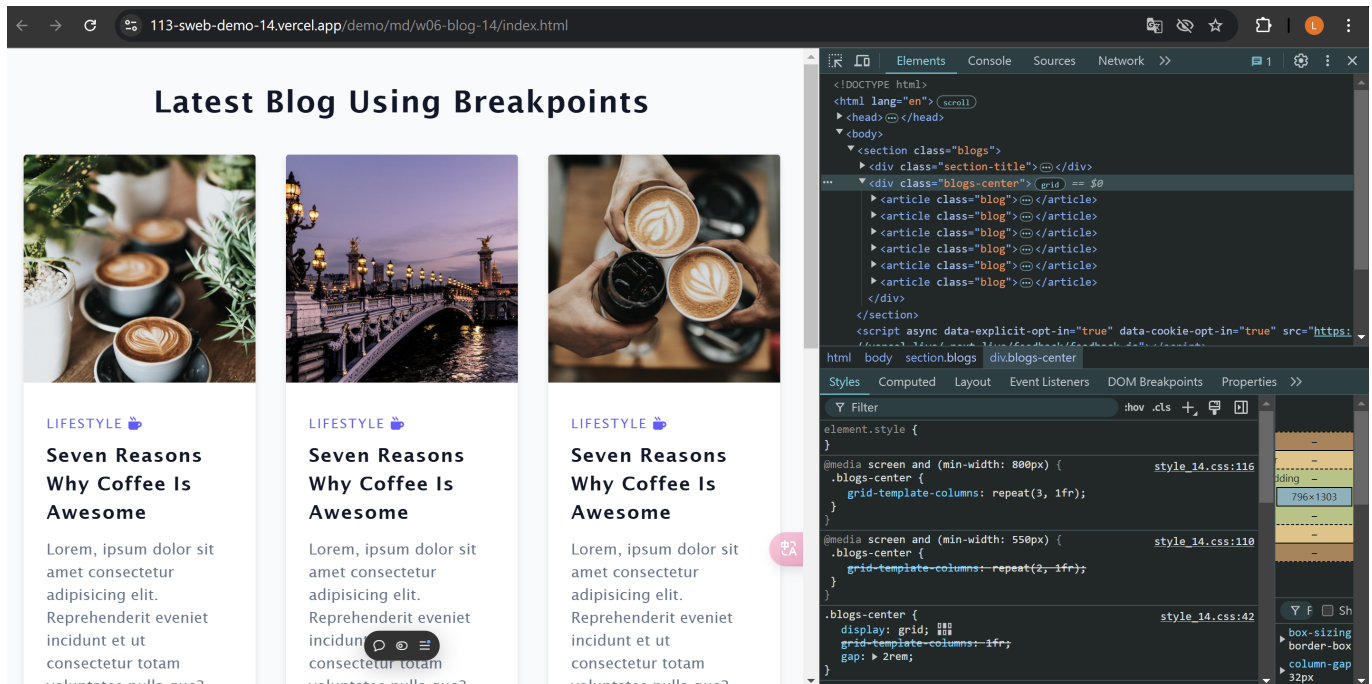 113-sweb-demo-14.vercel.app/demo/md/w06-blog-14/index.html
L
Latest Blog Using Breakpoints
LIFESTYLE
Seven Reasons
Why Coffee Is
Awesome
Lorem, ipsum dolor sit
amet consectetur
adipisicing elit.
Reprehenderit eveniet
incidunt et ut
consectetur totam
voluptates nulla quo?
LIFESTYLE
Seven Reasons
Why Coffee Is
Awesome
Lorem, ipsum dolor sit
amet consectetur
adipisicing elit.
Reprehenderit eveniet
incidunt
consectetur totam
LIFESTYLE
Seven Reasons
Why Coffee Is
Awesome
Lorem, ipsum dolor sit
amet consectetur
adipisicing elit.
Reprehenderit eveniet
incidunt et ut
consectetur totam
Elements Console Sources Network 1
<!DOCTYPE html>
<html lang="en"> scroll
<head> </head>
<body>
<section class="blogs">
<div class="section-title"> </div>
<div class="blogs-center"> grid == $0
<article class="blog"> </article>
<article class="blog"> </article>
<article class="blog"> </article>
<article class="blog"> </article>
<article class="blog"> </article>
<article class="blog"> </article>
</div>
</section>
<script async data-explicit-opt-in="true" data-cookie-opt-in="true" src="https:
html body section.blogs div.blogs-center
Styles Computed Layout Event Listeners DOM Breakpoints Properties
Filter :hov .cls
element.style {
}
@media screen and (min-width: 800px) { style_14.css:116
.blogs-center {
grid-template-columns: repeat(3, 1fr);
}
}
@media screen and (min-width: 550px) { style_14.css:110
.blogs-center {
grid-template-columns: repeat(2, 1fr);
}
}
.blogs-center { style_14.css:42
display: grid;
grid-template-columns: 1fr;
gap: 2rem;
}
dding
796×1303
F Sh
box-sizing
border-box
column-gap
32px